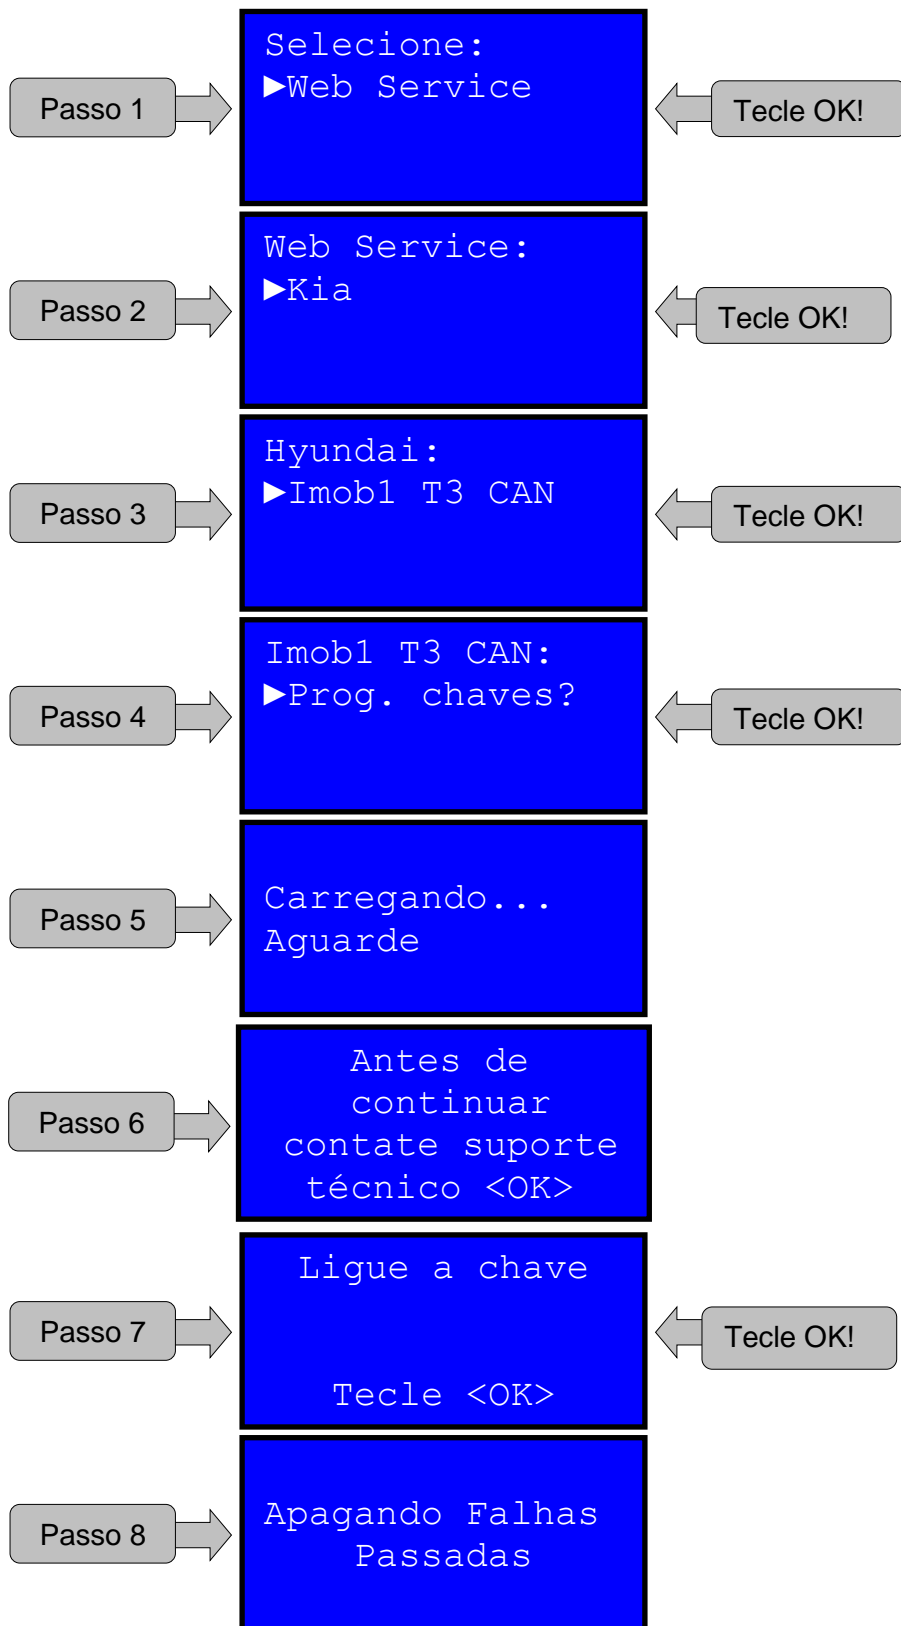 Selecione:
Passo 1
►Web Service
Tecle OK!
Web Service:
Passo 2
►Kia
Tecle OK!
Hyundai:
Passo 3
►Imob1 T3 CAN
Tecle OK!
Imob1 T3 CAN:
Passo 4
►Prog. chaves?
Tecle OK!
Passo 5
Carregando...
Aguarde
Passo 6
Antes de
continuar
contate suporte
técnico <OK>
Passo 7
Ligue a chave
Tecle <OK>
Tecle OK!
Passo 8
Apagando Falhas
Passadas